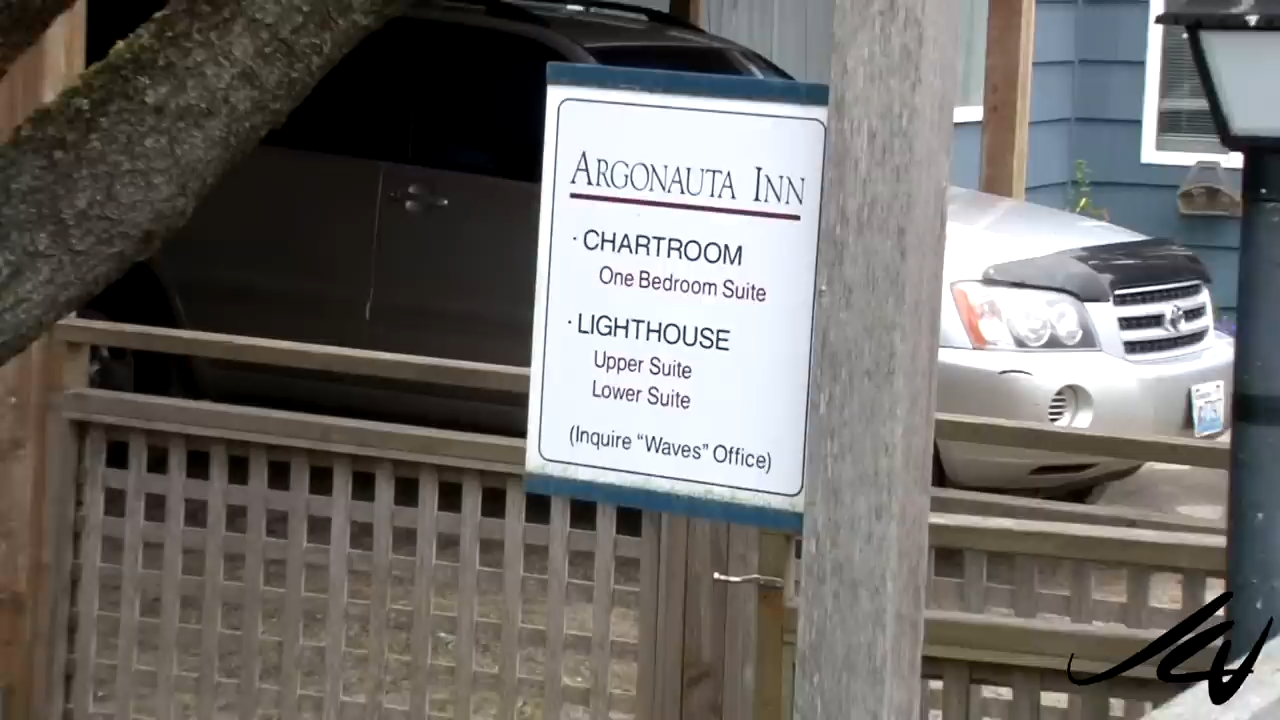 ARGONAUTA INN
· CHARTROOM
One Bedroom Suite
· LIGHTHOUSE
Upper Suite
Lower Suite
(Inquire “Waves” Office)